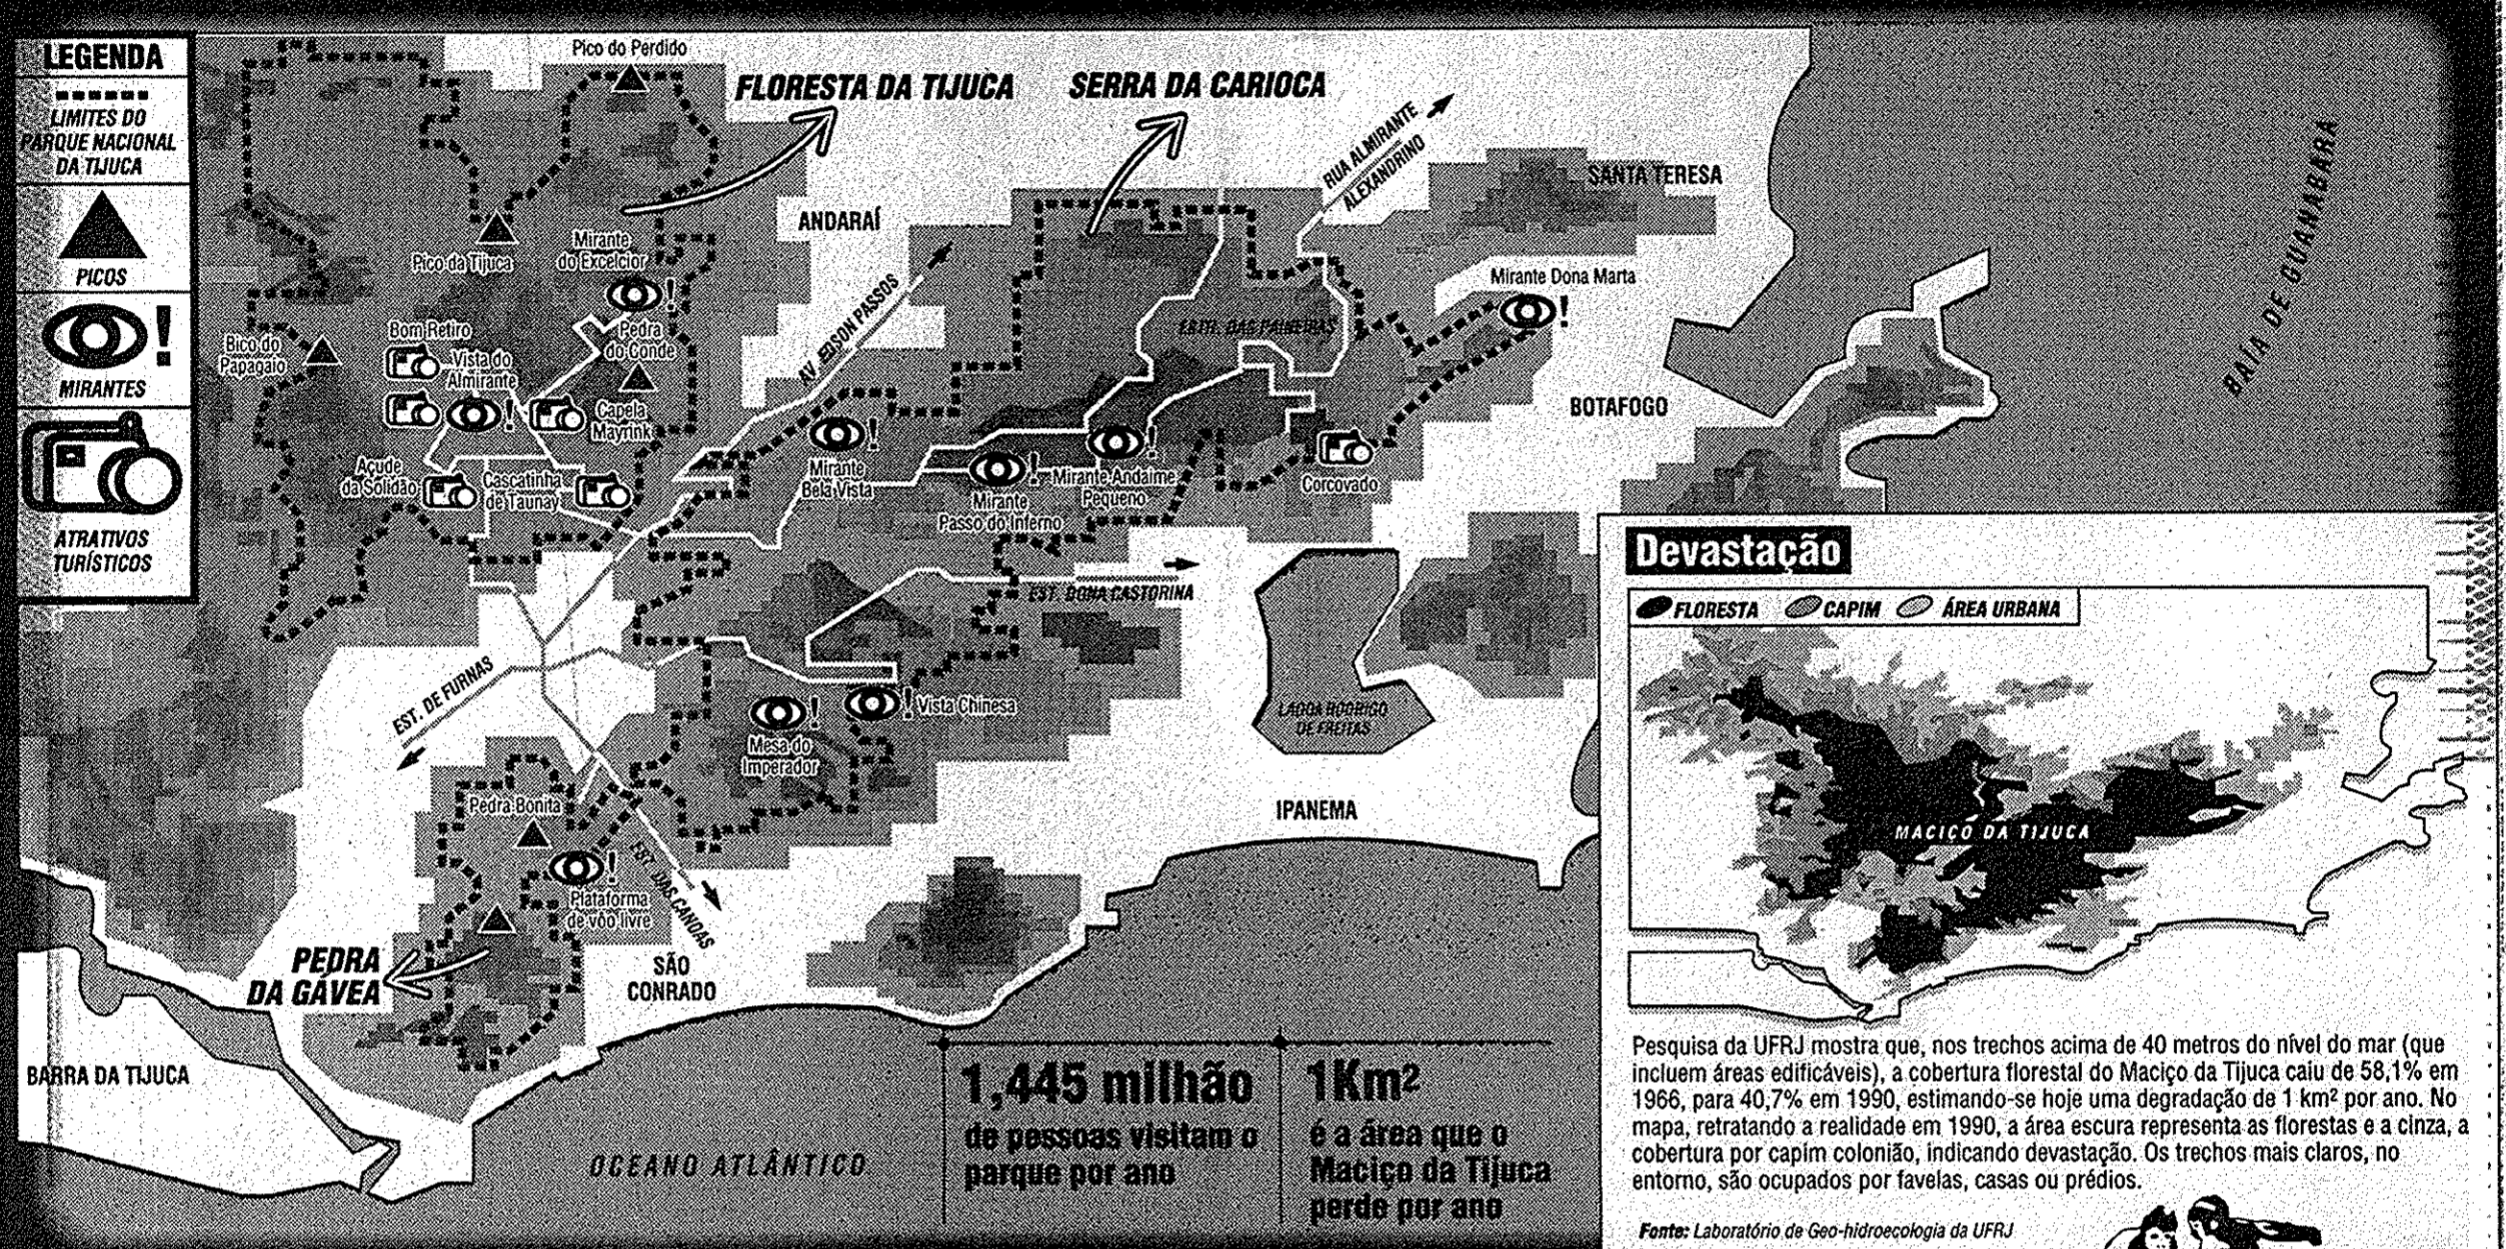 LEGENDA
LIMITES DO
PARQUE NACIONAL
DA TIJUCA
PICOS
MIRANTES
ATRATIVOS
TURÍSTICOS
Pico do Perdido
FLORESTA DA TIJUCA
SERRA DA CARIOCA
RUA ALMIRANTE
ALEXANDRINO
SANTA TERESA
BAÍA DE GUANABARA
ANDARAÍ
Pico da Tijuca
Mirante
do Excelcior
AV. EDSON PASSOS
Mirante Dona Marta
ESTR. DAS PAINEIRAS
Bico do
Papagaio
Bom Retiro
Vista do
Almirante
Pedra
do Conde
Capela
Mayrink
BOTAFOGO
Açude
da Solidão
Cascatinha
de Taunay
Mirante
Bela Vista
Mirante
Passo do Inferno
Mirante Andaime
Pequeno
Corcovado
EST. DONA CASTORINA
EST. DE FURNAS
Vista Chinesa
Mesa do
Imperador
LAGOA RODRIGO
DE FREITAS
IPANEMA
Pedra Bonita
Plataforma
de vôo livre
EST. DAS CANOAS
PEDRA
DA GÁVEA
SÃO
CONRADO
BARRA DA TIJUCA
OCEANO ATLÂNTICO
1,445 milhão
de pessoas visitam o
parque por ano
1Km²
é a área que o
Maciço da Tijuca
perde por ano
Devastação
FLORESTA CAPIM ÁREA URBANA
MACIÇO DA TIJUCA
Pesquisa da UFRJ mostra que, nos trechos acima de 40 metros do nível do mar (que
incluem áreas edificáveis), a cobertura florestal do Maciço da Tijuca caiu de 58,1% em
1966, para 40,7% em 1990, estimando-se hoje uma degradação de 1 km² por ano. No
mapa, retratando a realidade em 1990, a área escura representa as florestas e a cinza, a
cobertura por capim colonião, indicando devastação. Os trechos mais claros, no
entorno, são ocupados por favelas, casas ou prédios.
Fonte: Laboratório de Geo-hidroecologia da UFRJ